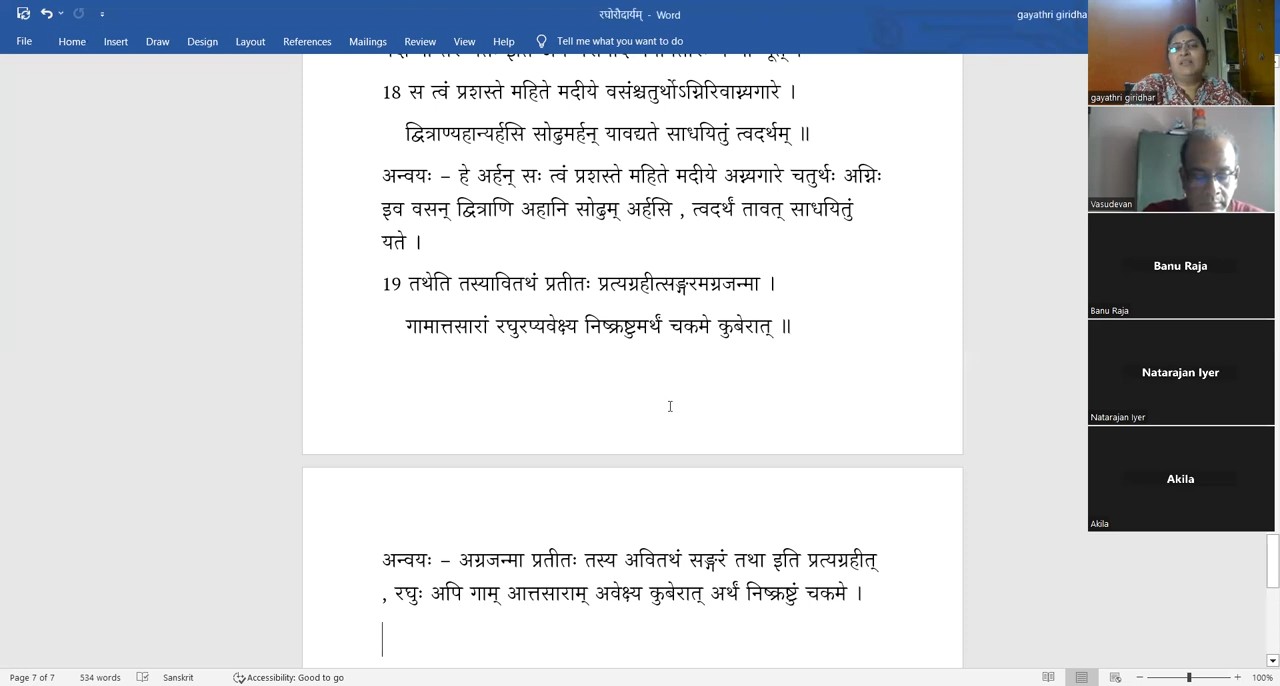 रघोरौदार्यम् - Word
gayathri giridha
File Home Insert Draw Design Layout References Mailings Review View Help Tell me what you want to do
18 स त्वं प्रशस्ते महिते मदीये वसंश्चतुर्थोऽग्निरिवाग्न्यगारे ।
द्वित्राण्यहान्यर्हसि सोढुमर्हन् यावद्यते साधयितुं त्वदर्थम् ॥
अन्वयः – हे अर्हन् सः त्वं प्रशस्ते महिते मदीये अग्न्यगारे चतुर्थः अग्निः
इव वसन् द्वित्राणि अहानि सोढुम् अर्हसि , त्वदर्थं तावत् साधयितुं
यते ।
19 तथेति तस्यावितथं प्रतीतः प्रत्यग्रहीत्सङ्गरमग्रजन्मा ।
गामात्तसारां रघुरप्यवेक्ष्य निष्क्रष्टुमर्थं चकमे कुबेरात् ॥
अन्वयः – अग्रजन्मा प्रतीतः तस्य अवितथं सङ्गरं तथा इति प्रत्यग्रहीत्
, रघुः अपि गाम् आत्तसाराम् अवेक्ष्य कुबेरात् अर्थं निष्क्रष्टुं चकमे ।
gayathri giridhar
Vasudevan
Banu Raja
Banu Raja
Natarajan Iyer
Natarajan Iyer
Akila
Akila
Page 7 of 7 534 words Sanskrit Accessibility: Good to go 100%